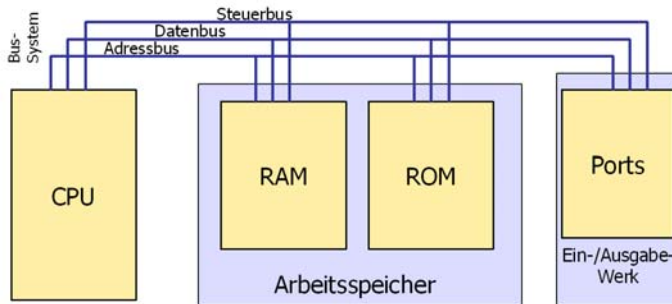 Steuerbus
Datenbus
Adressbus
Bus-
System
CPU
RAM
ROM
Ports
Arbeitsspeicher
Ein-/Ausgabe-
Werk